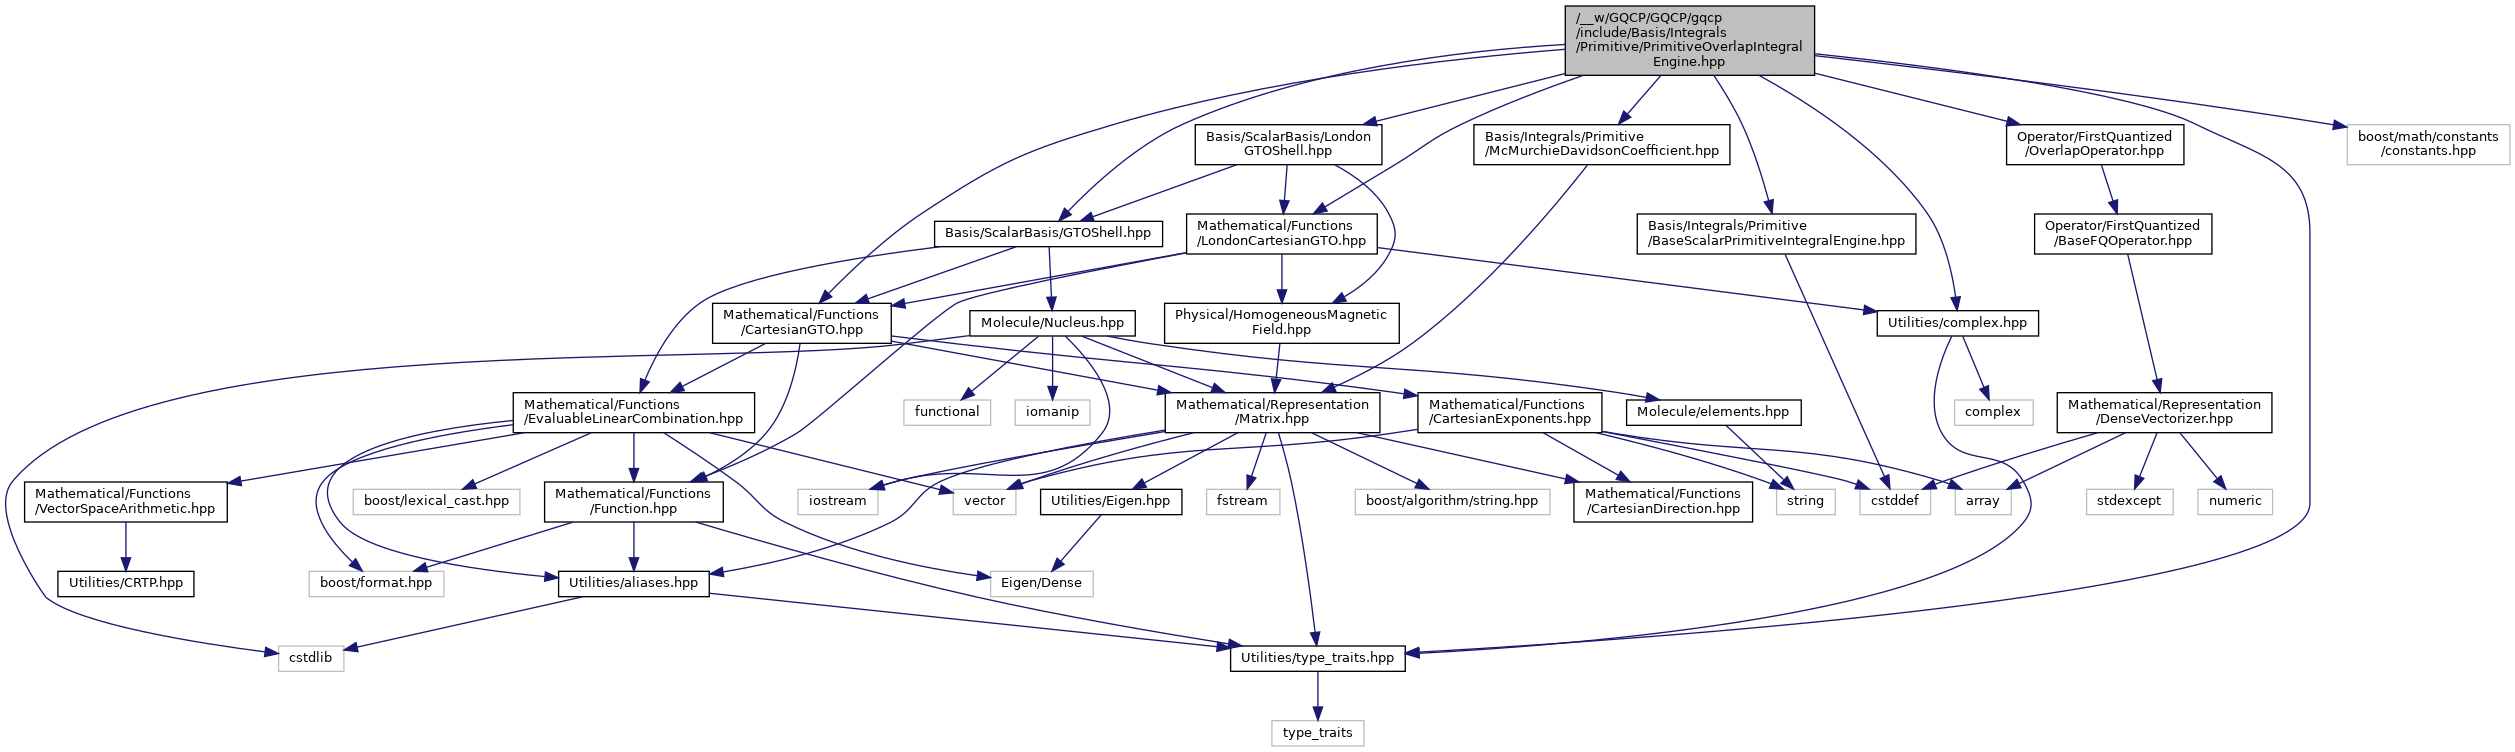 /__w/GQCP/GQCP/gqcp
/include/Basis/Integrals
/Primitive/PrimitiveOverlapIntegral
Engine.hpp
Basis/ScalarBasis/London
GTOShell.hpp
Basis/Integrals/Primitive
/McMurchieDavidsonCoefficient.hpp
Operator/FirstQuantized
/OverlapOperator.hpp
boost/math/constants
/constants.hpp
Basis/ScalarBasis/GTOShell.hpp
Mathematical/Functions
/LondonCartesianGTO.hpp
Basis/Integrals/Primitive
/BaseScalarPrimitiveIntegralEngine.hpp
Operator/FirstQuantized
/BaseFQOperator.hpp
Mathematical/Functions
/CartesianGTO.hpp
Molecule/Nucleus.hpp
Physical/HomogeneousMagnetic
Field.hpp
Utilities/complex.hpp
Mathematical/Functions
/EvaluableLinearCombination.hpp
functional
iomanip
Mathematical/Representation
/Matrix.hpp
Mathematical/Functions
/CartesianExponents.hpp
Molecule/elements.hpp
complex
Mathematical/Representation
/DenseVectorizer.hpp
Mathematical/Functions
/VectorSpaceArithmetic.hpp
boost/lexical_cast.hpp
Mathematical/Functions
/Function.hpp
iostream
vector
Utilities/Eigen.hpp
fstream
boost/algorithm/string.hpp
Mathematical/Functions
/CartesianDirection.hpp
string
cstddef
array
stdexcept
numeric
Utilities/CRTP.hpp
boost/format.hpp
Utilities/aliases.hpp
Eigen/Dense
cstdlib
Utilities/type_traits.hpp
type_traits